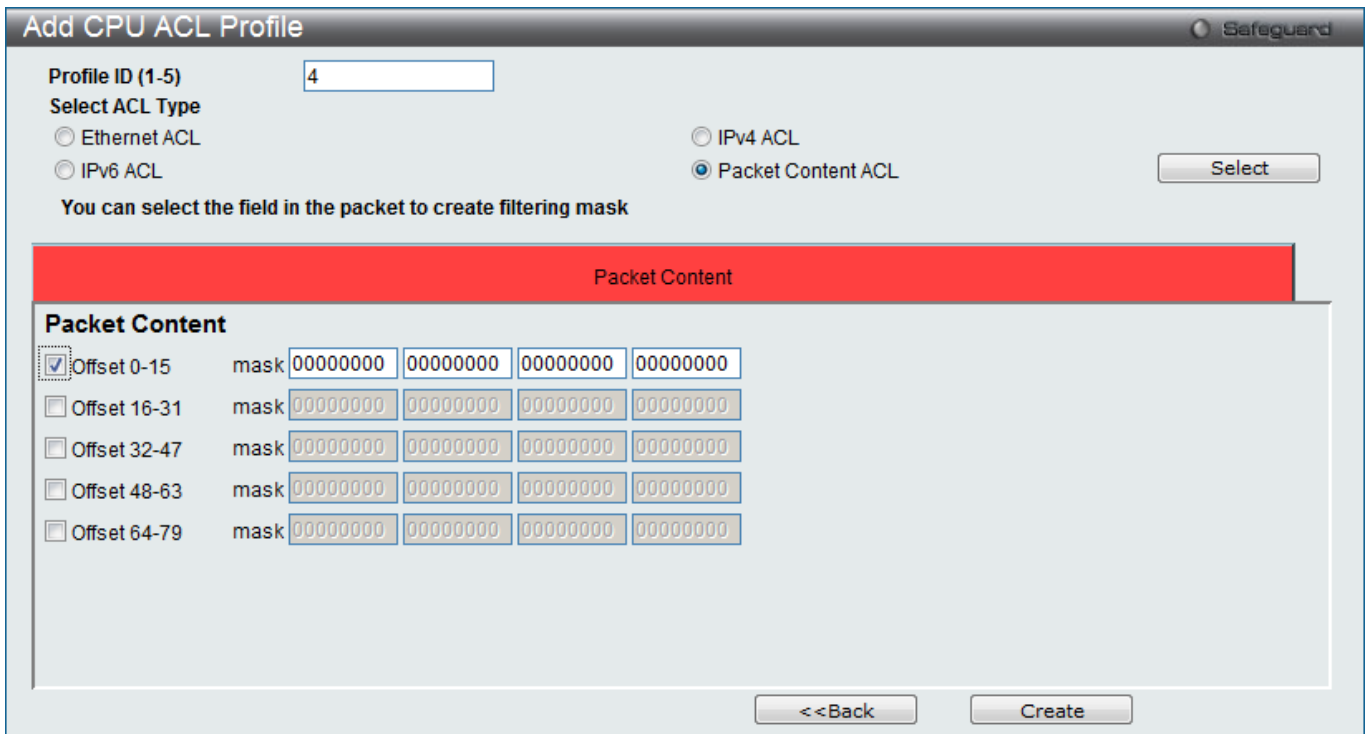 Add CPU ACL Profile Safeguard
Profile ID (1-5) 4
Select ACL Type
Ethernet ACL IPv4 ACL
IPv6 ACL Packet Content ACL Select
You can select the field in the packet to create filtering mask
Packet Content
Packet Content
Offset 0-15 mask 00000000 00000000 00000000 00000000
Offset 16-31 mask 00000000 00000000 00000000 00000000
Offset 32-47 mask 00000000 00000000 00000000 00000000
Offset 48-63 mask 00000000 00000000 00000000 00000000
Offset 64-79 mask 00000000 00000000 00000000 00000000
<<Back Create